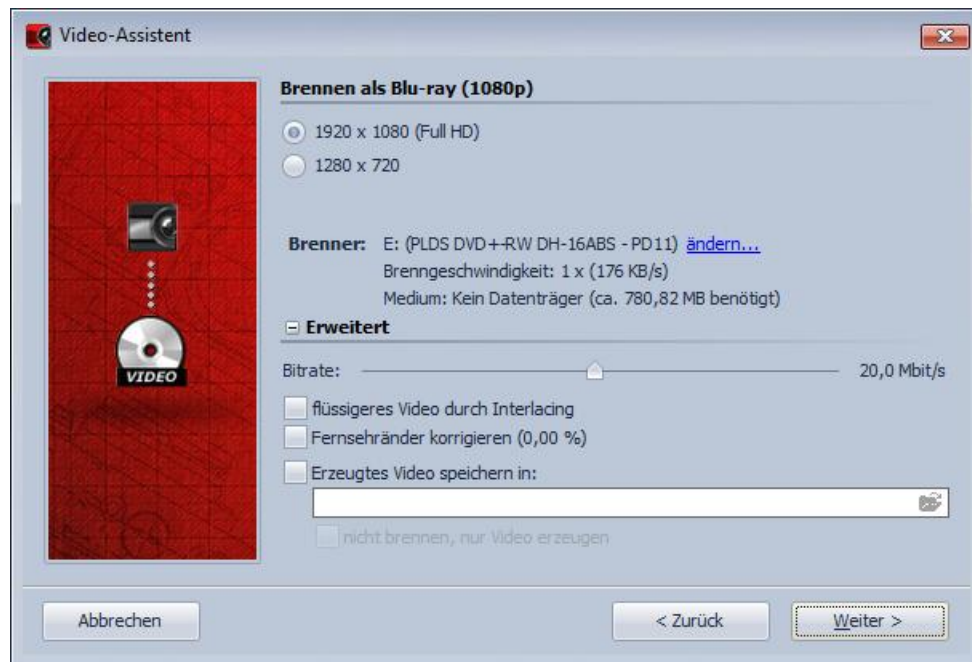 Video-Assistent
Brennen als Blu-ray (1080p)
1920 x 1080 (Full HD)
1280 x 720
Brenner: E: (PLDS DVD+-RW DH-16ABS - PD11) ändern...
Brenngeschwindigkeit: 1 x (176 KB/s)
Medium: Kein Datenträger (ca. 780,82 MB benötigt)
Erweitert
Bitrate: 20,0 Mbit/s
flüssigeres Video durch Interlacing
Fernsehränder korrigieren (0,00 %)
Erzeugtes Video speichern in:
nicht brennen, nur Video erzeugen
VIDEO
Abbrechen < Zurück Weiter >